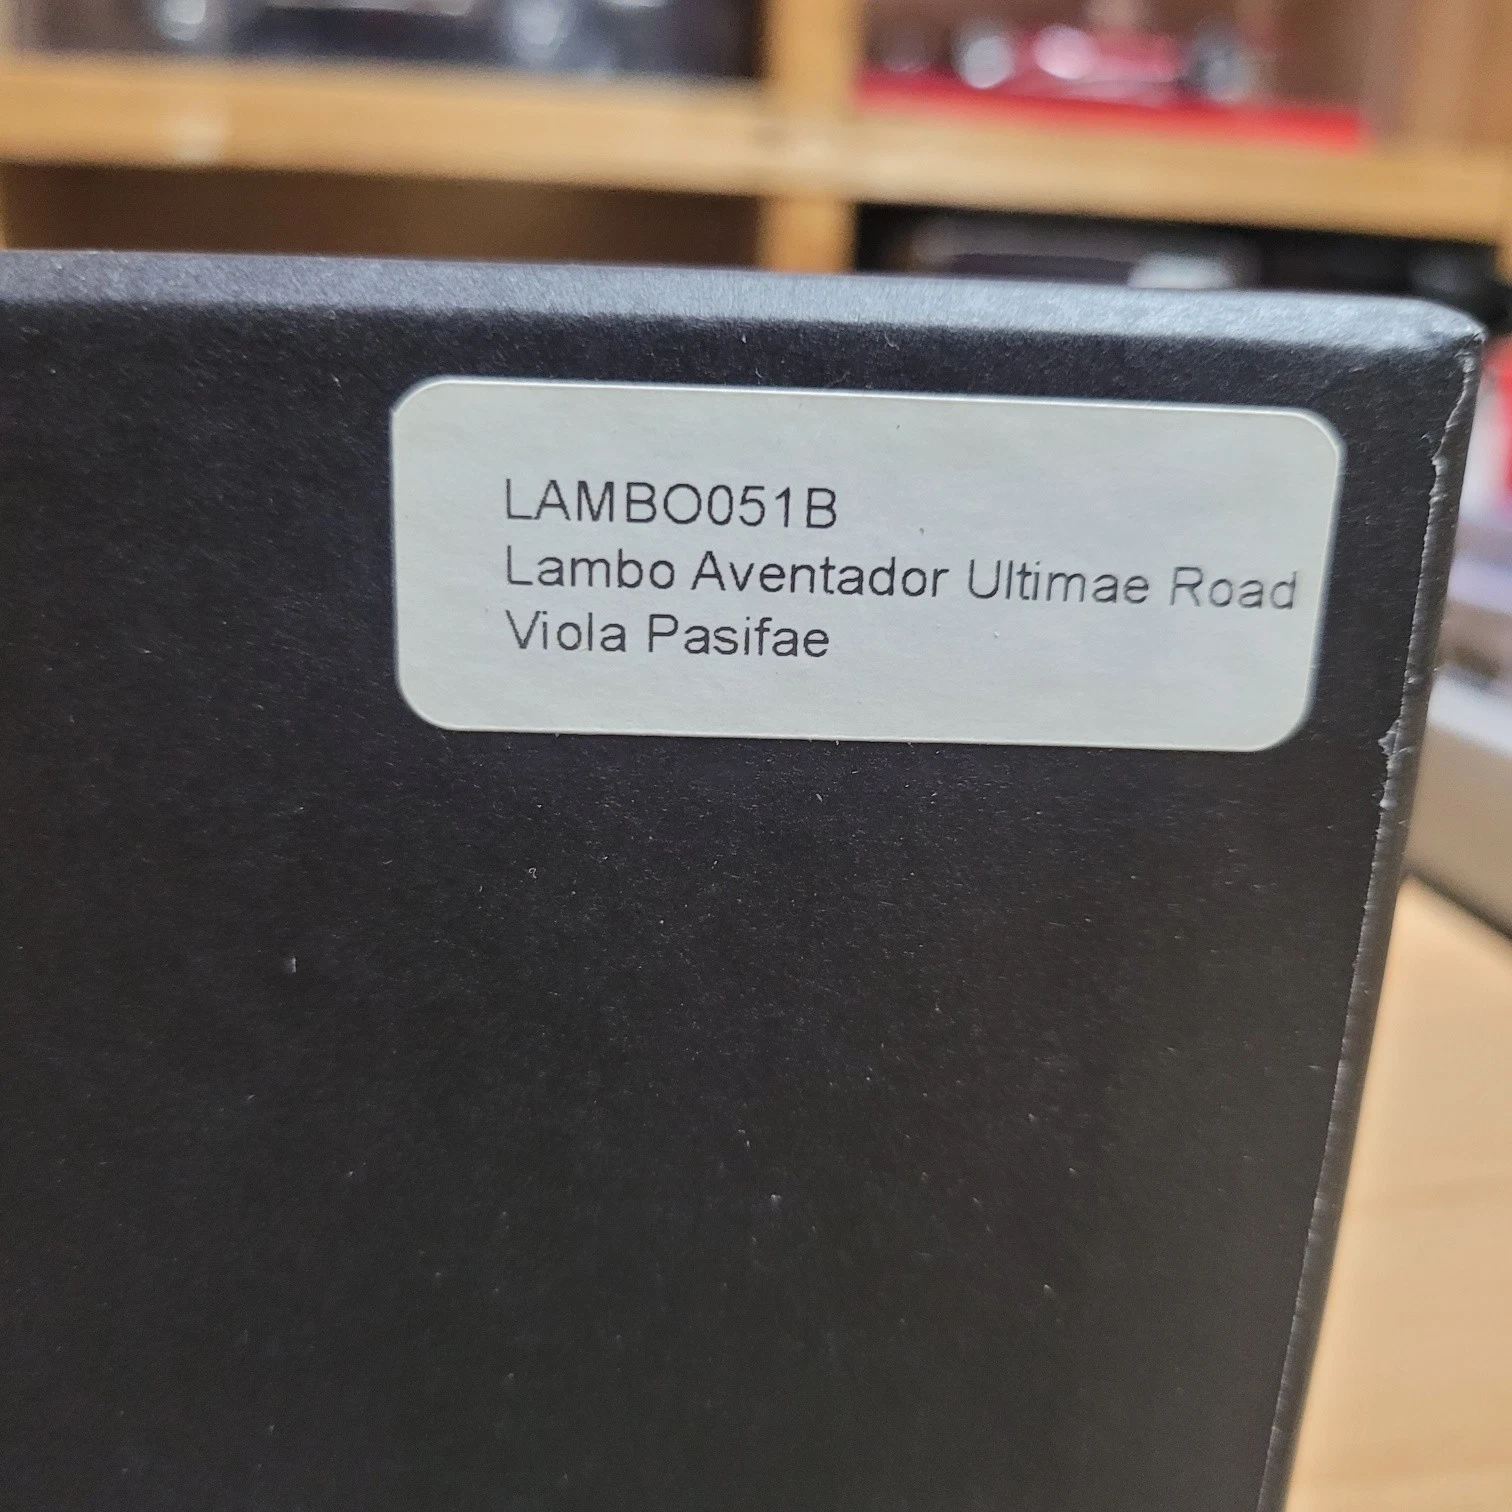 LAMBO051B
Lambo Aventador Ultimae Road
Viola Pasifae